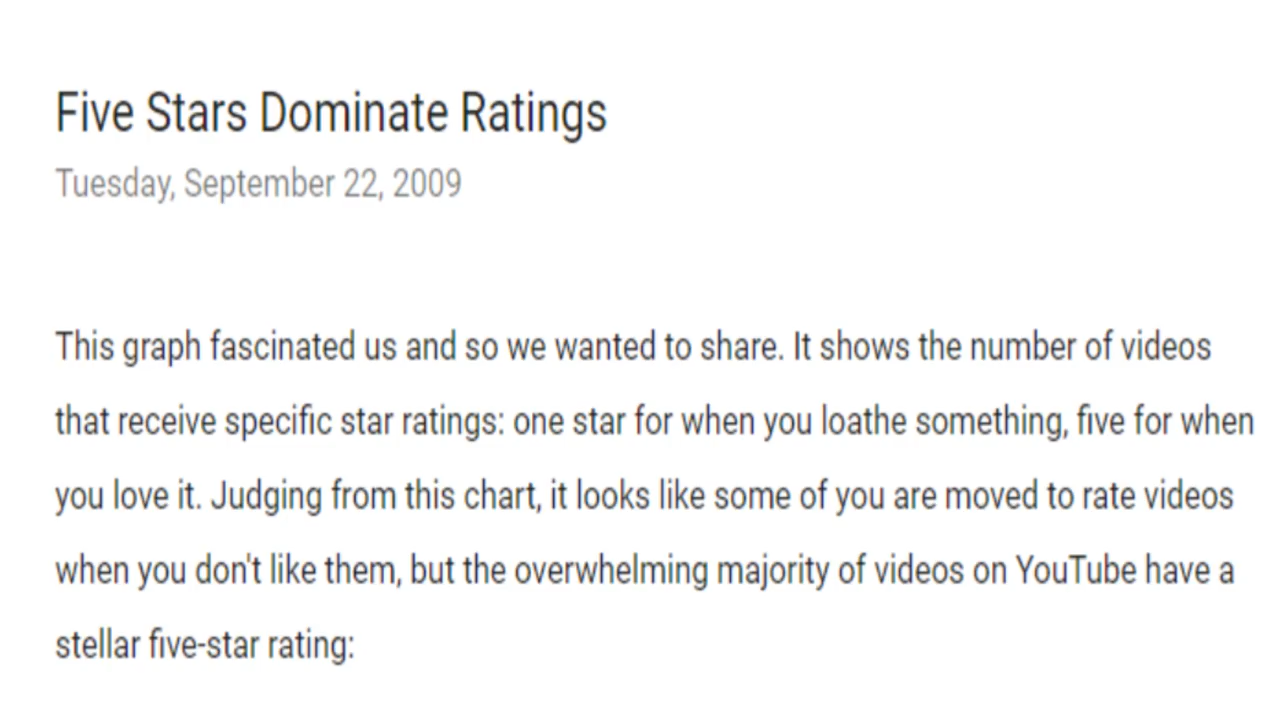 Five Stars Dominate Ratings
Tuesday, September 22, 2009
This graph fascinated us and so we wanted to share. It shows the number of videos
that receive specific star ratings: one star for when you loathe something, five for when
you love it. Judging from this chart, it looks like some of you are moved to rate videos
when you don't like them, but the overwhelming majority of videos on YouTube have a
stellar five-star rating: